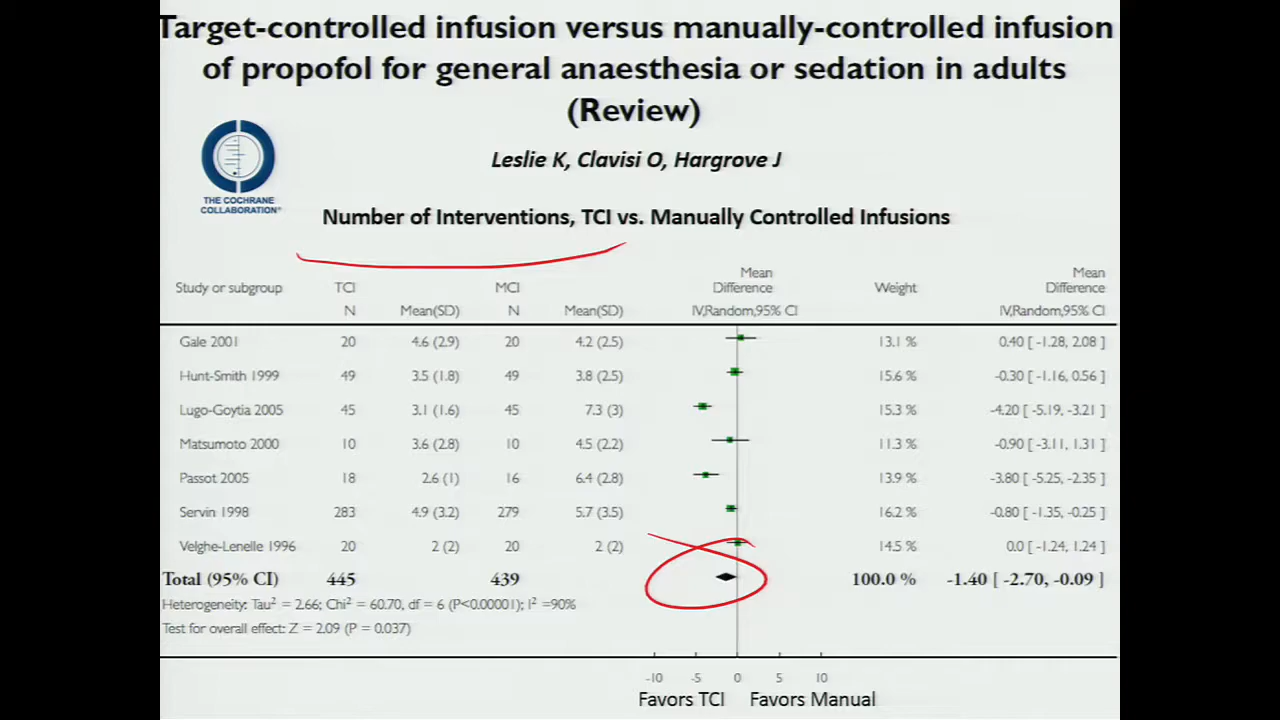 Target-controlled infusion versus manually-controlled infusion
of propofol for general anaesthesia or sedation in adults
(Review)
Leslie K, Clavisi O, Hargrove J
THE COCHRANE
COLLABORATION®
Number of Interventions, TCI vs. Manually Controlled Infusions
Mean Mean
Study or subgroup TCI MCI Difference Weight Difference
N Mean(SD) N Mean(SD) IV,Random,95% CI IV,Random,95% CI
Gale 2001 20 4.6 (2.9) 20 4.2 (2.5) 13.1 % 0.40 [ -1.28, 2.08 ]
Hunt-Smith 1999 49 3.5 (1.8) 49 3.8 (2.5) 15.6 % -0.30 [ -1.16, 0.56 ]
Lugo-Goytia 2005 45 3.1 (1.6) 45 7.3 (3) 15.3 % -4.20 [ -5.19, -3.21 ]
Matsumoto 2000 10 3.6 (2.8) 10 4.5 (2.2) 11.3 % -0.90 [ -3.11, 1.31 ]
Passot 2005 18 2.6 (1) 16 6.4 (2.8) 13.9 % -3.80 [ -5.25, -2.35 ]
Servin 1998 283 4.9 (3.2) 279 5.7 (3.5) 16.2 % -0.80 [ -1.35, -0.25 ]
Velghe-Lenelle 1996 20 2 (2) 20 2 (2) 14.5 % 0.0 [ -1.24, 1.24 ]
Total (95% CI) 445 439 100.0 % -1.40 [ -2.70, -0.09 ]
Heterogeneity: Tau² = 2.66; Chi² = 60.70, df = 6 (P<0.00001); I² =90%
Test for overall effect: Z = 2.09 (P = 0.037)
-10 -5 0 5 10
Favors TCI Favors Manual